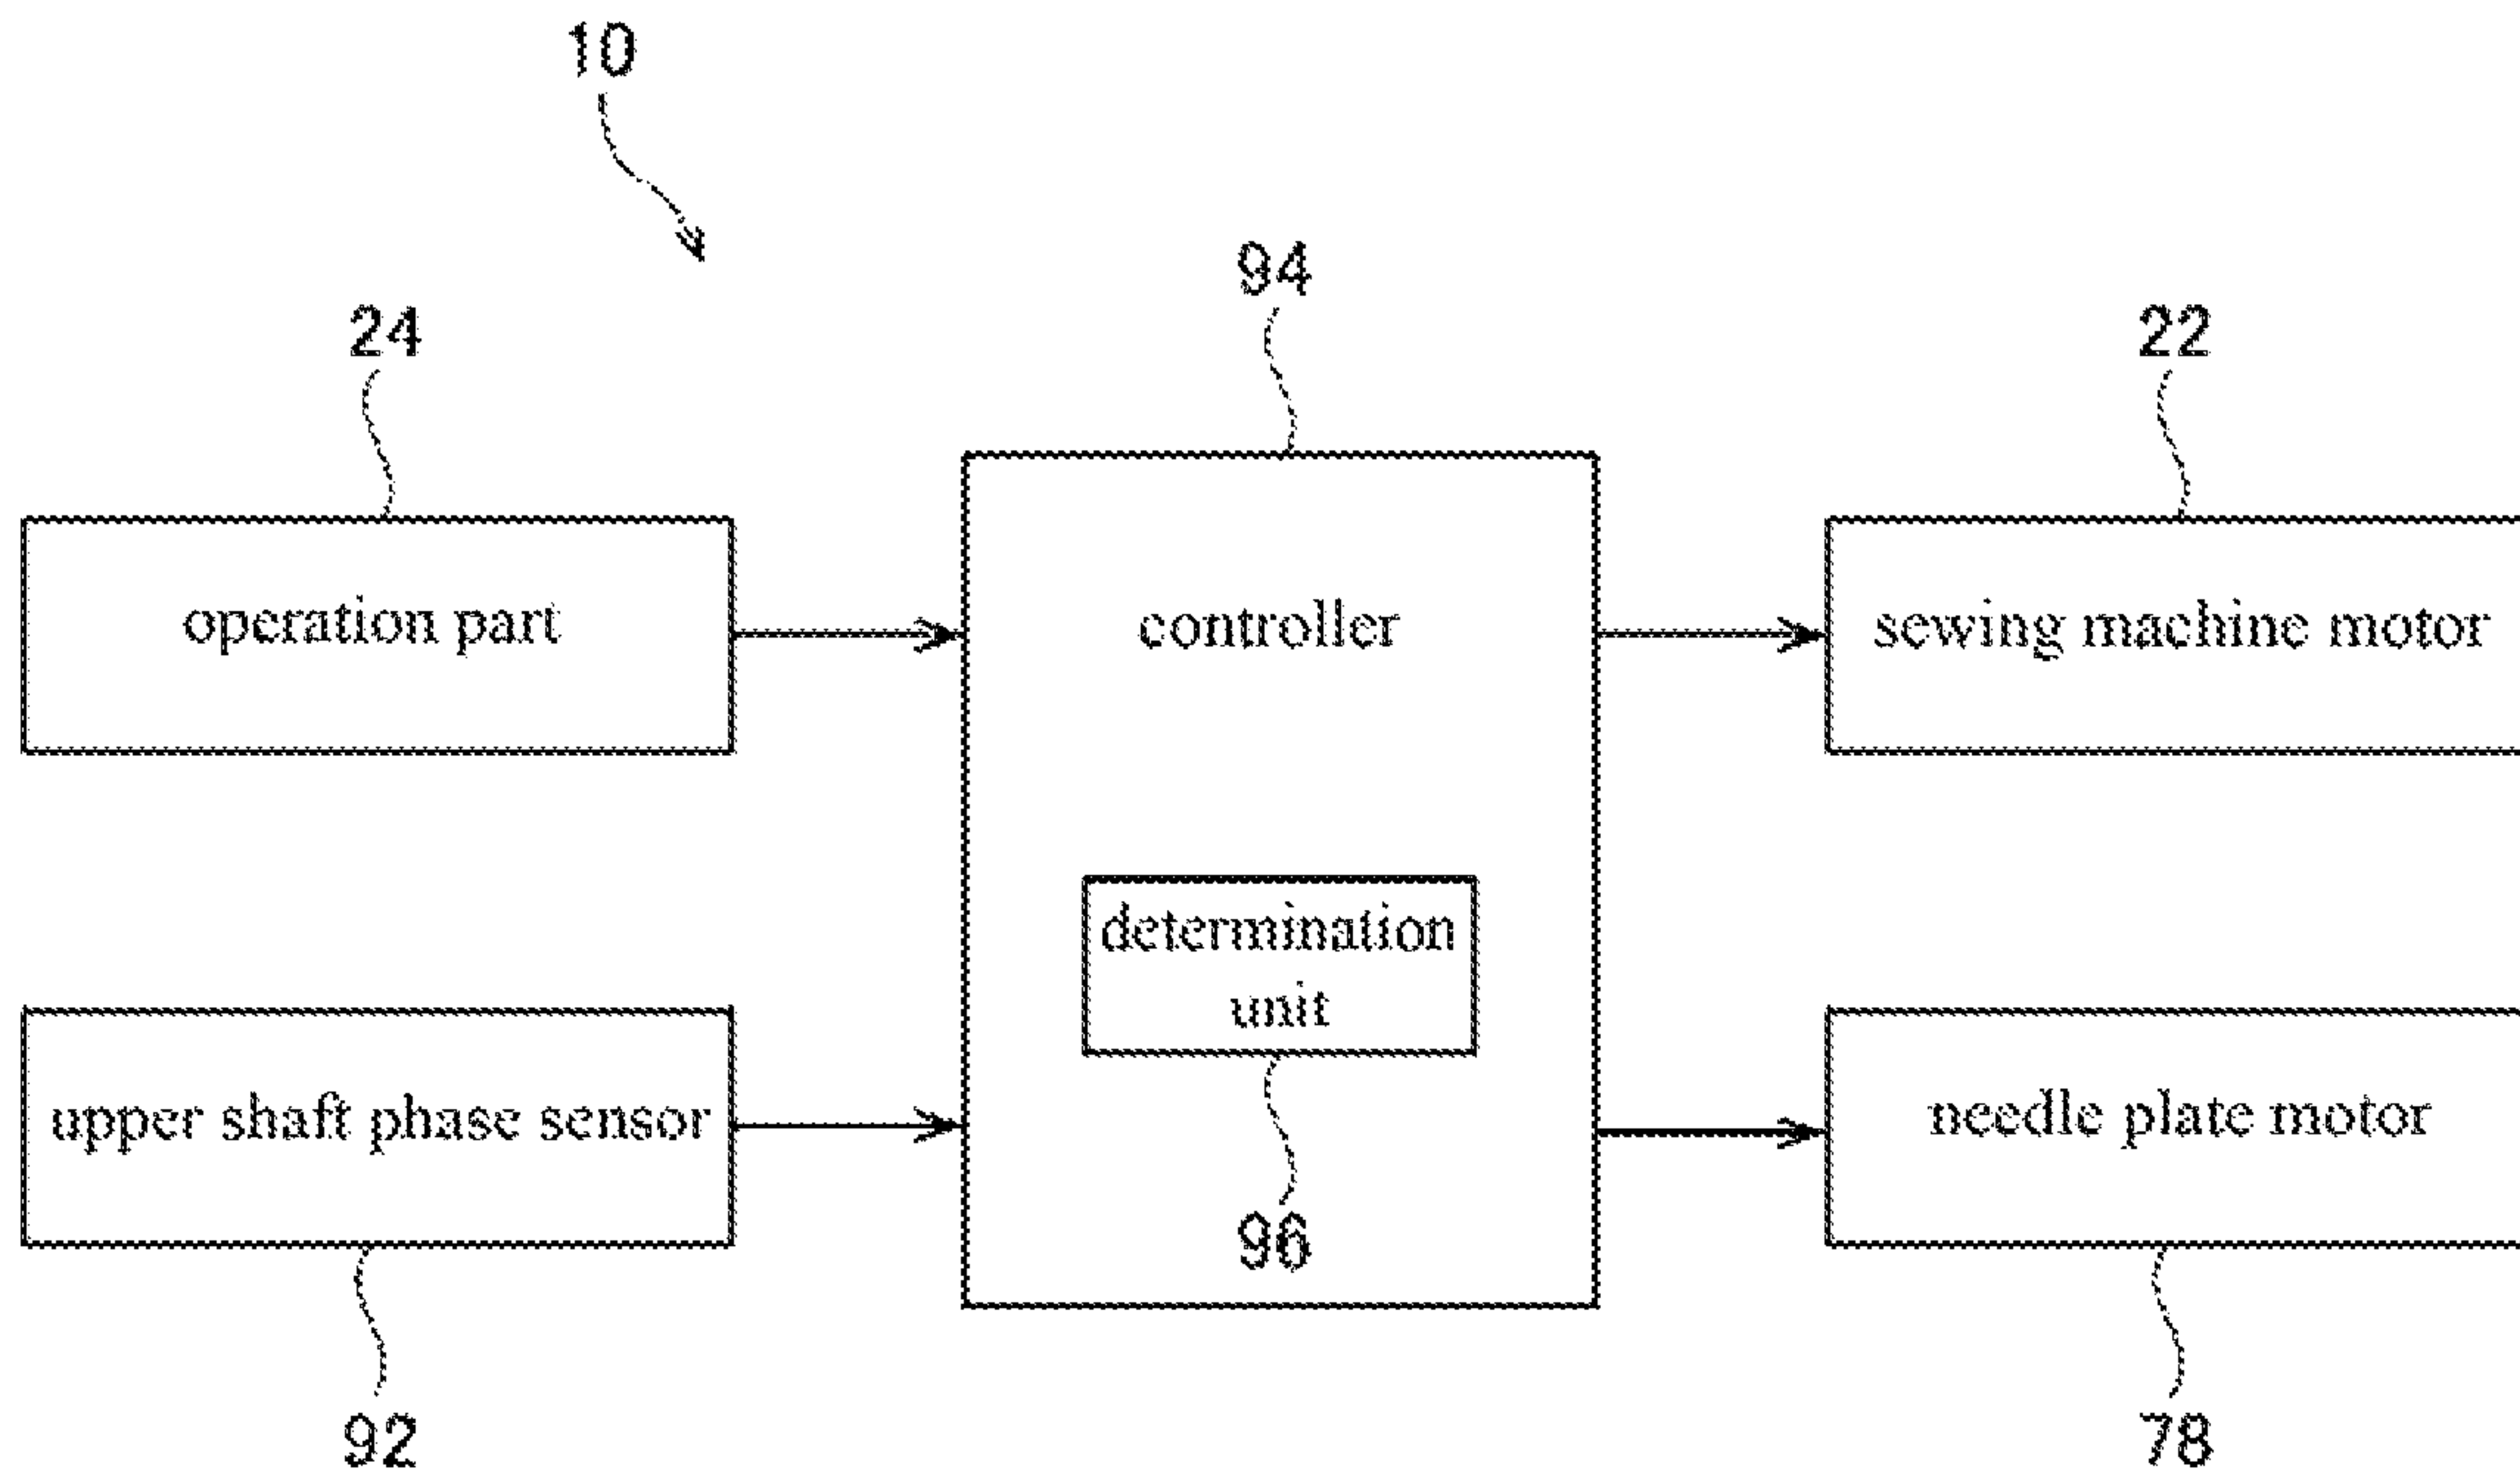 10
94
24
22
operation part
controller
sewing machine motor
determination
unit
upper shaft phase sensor
needle plate motor
96
92
78